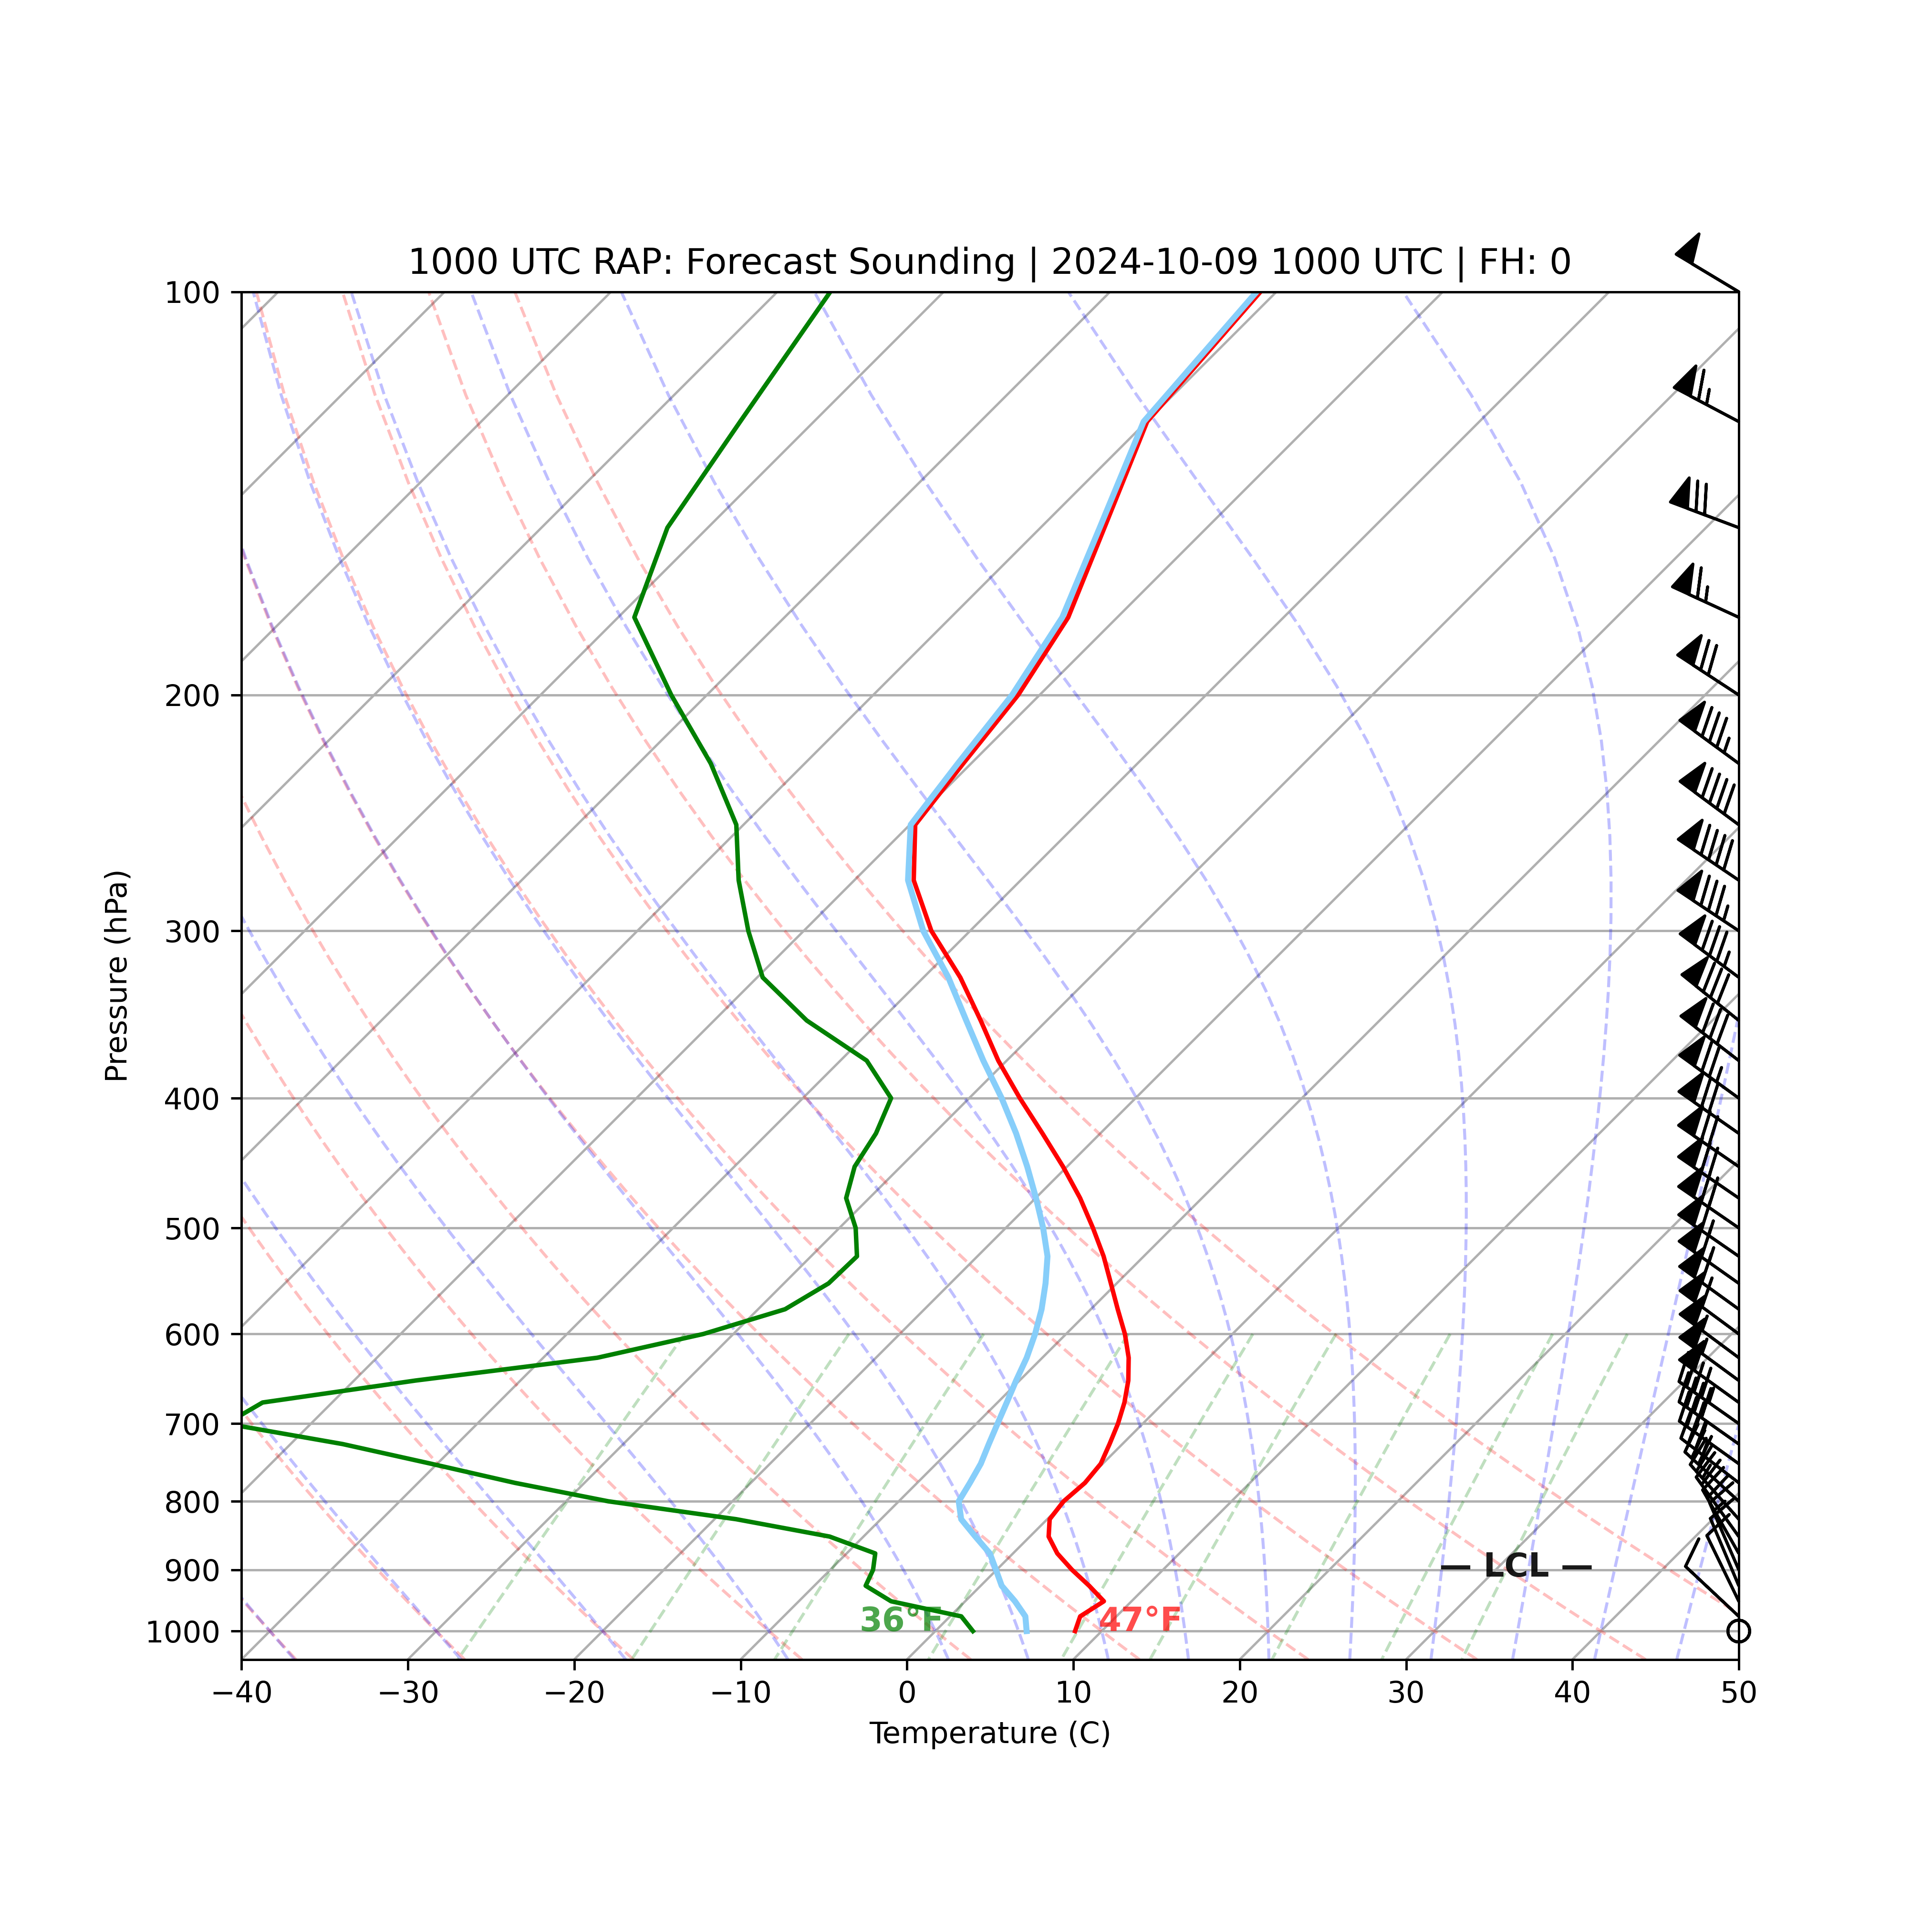 1000 UTC RAP: Forecast Sounding | 2024-10-09 1000 UTC | FH: 0
100
200
300
400
500
600
700
800
900
1000
Pressure (hPa)
— LCL —
36°F
47°F
−40 −30 −20 −10 0 10 20 30 40 50
Temperature (C)